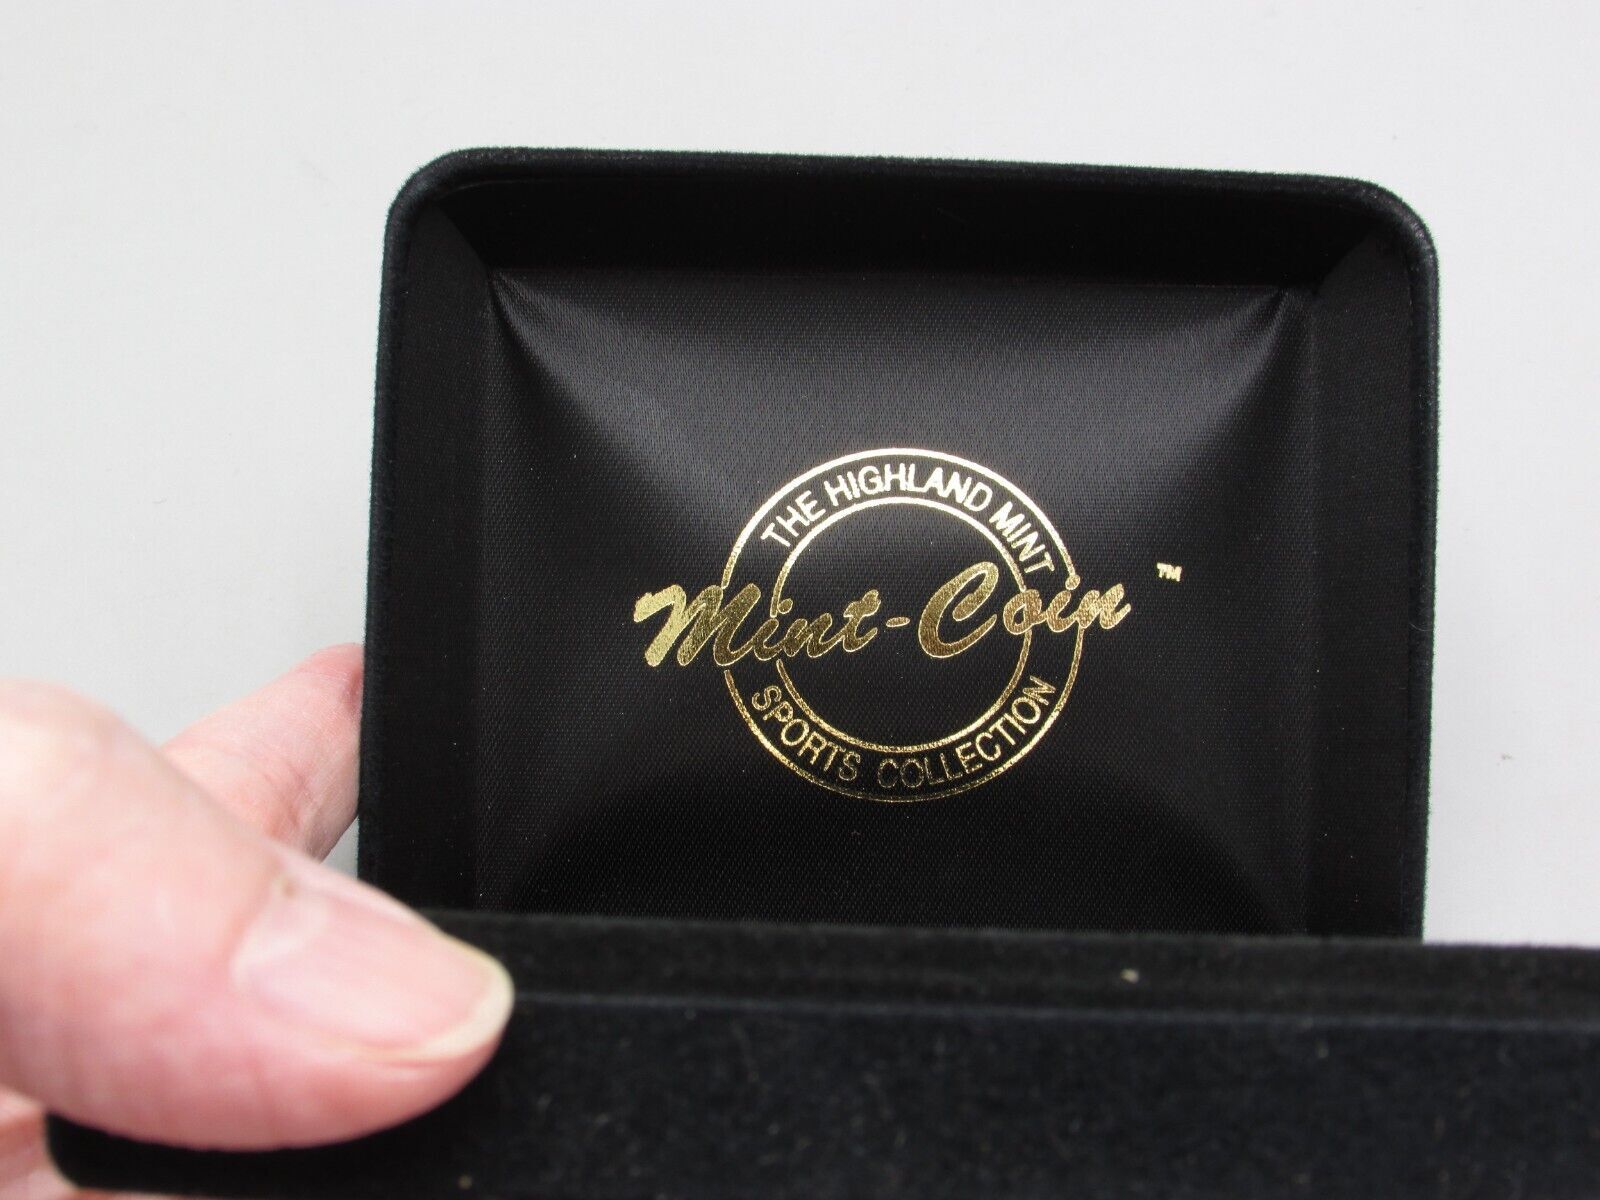 THE HIGHLAND MINT
Mint-Coin ™
SPORTS COLLECTION